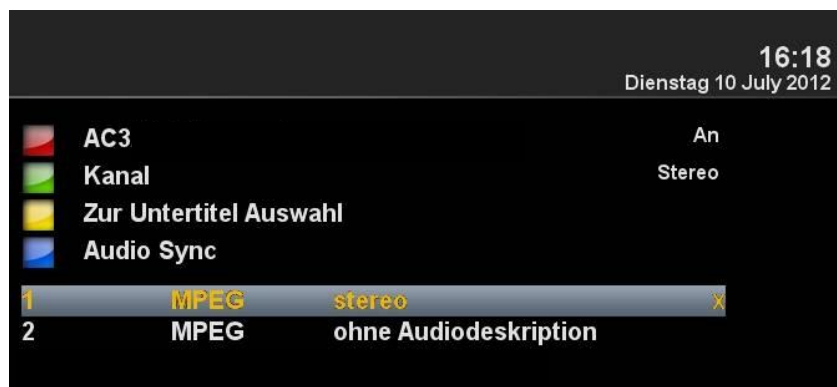 16:18
Dienstag 10 July 2012
AC3 An
Kanal Stereo
Zur Untertitel Auswahl
Audio Sync
1 MPEG stereo X
2 MPEG ohne Audiodeskription